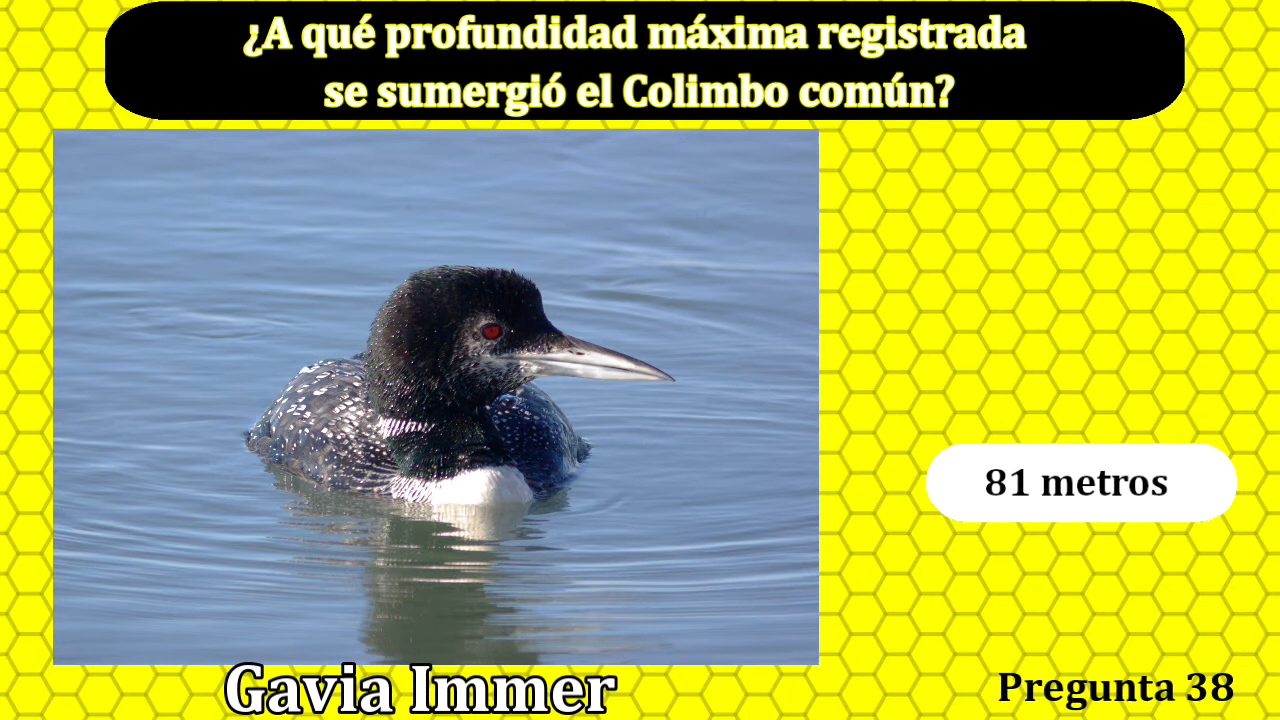 ¿A qué profundidad máxima registrada
se sumergió el Colimbo común?
81 metros
Gavia Immer
Pregunta 38